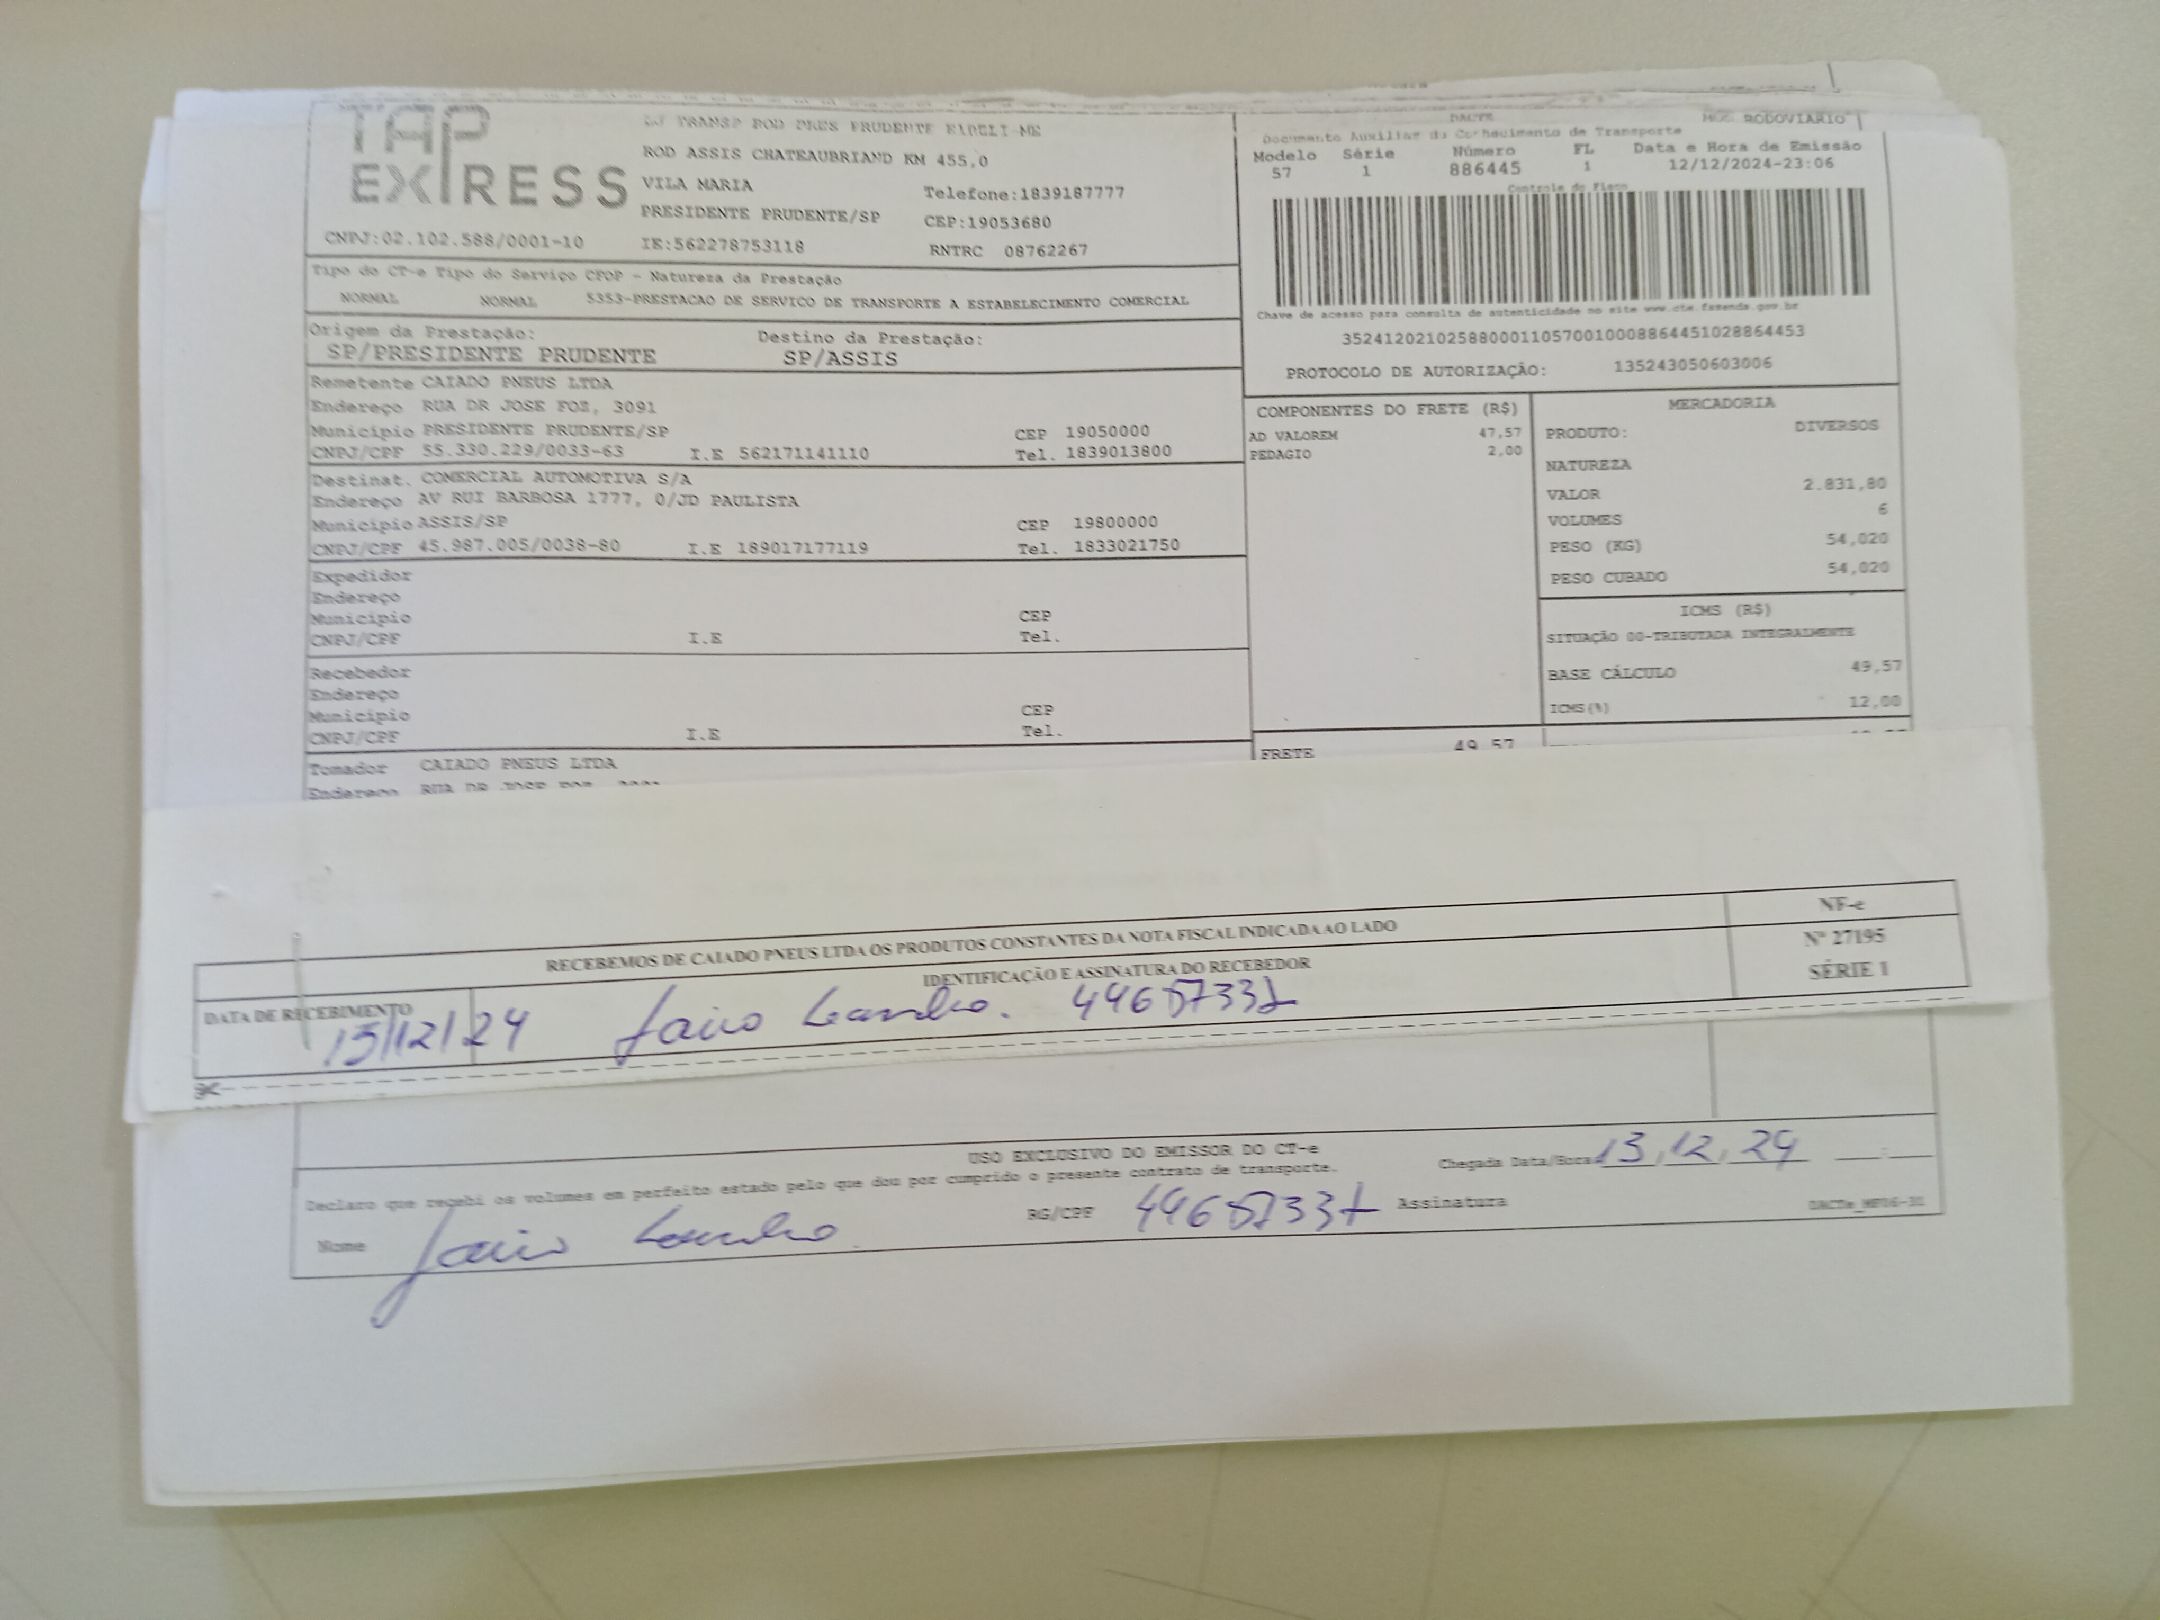 TAP
EXPRESS
CNPJ:02.102.588/0001-10
LJ TRANSP ROD PRES PRUDENTE EIRELI-ME
ROD ASSIS CHATEAUBRIAND KM 455,0
VILA MARIA Telefone:1839187777
PRESIDENTE PRUDENTE/SP CEP:19053680
IE:562278753118 RNTRC 08762267
DACTE MOD. RODOVIARIO
Documento Auxiliar do Conhecimento de Transporte
Modelo Série Número FL Data e Hora de Emissão
57 1 886445 1 12/12/2024-23:06
Controle do Fisco
Chave de acesso para consulta de autenticidade no site www.cte.fazenda.gov.br
35241202102588000110570010008864451028864453
PROTOCOLO DE AUTORIZAÇÃO: 135243050603006
Tipo do CT-e Tipo do Serviço CFOP - Natureza da Prestação
NORMAL NORMAL 5353-PRESTACAO DE SERVICO DE TRANSPORTE A ESTABELECIMENTO COMERCIAL
Origem da Prestação: Destino da Prestação:
SP/PRESIDENTE PRUDENTE SP/ASSIS
Remetente CAIADO PNEUS LTDA
Endereço RUA DR JOSE FOZ, 3091
Município PRESIDENTE PRUDENTE/SP CEP 19050000
CNPJ/CPF 55.330.229/0033-63 I.E 562171141110 Tel. 1839013800
Destinat. COMERCIAL AUTOMOTIVA S/A
Endereço AV RUI BARBOSA 1777, 0/JD PAULISTA
Município ASSIS/SP CEP 19800000
CNPJ/CPF 45.987.005/0038-80 I.E 189017177119 Tel. 1833021750
Expedidor
Endereço
Município CEP
CNPJ/CPF I.E Tel.
Recebedor
Endereço
Município CEP
CNPJ/CPF I.E Tel.
Tomador CAIADO PNEUS LTDA
Endereço RUA DR JOSE FOZ,
COMPONENTES DO FRETE (R$)
AD VALOREM 47,57
PEDAGIO 2,00
FRETE 49,57
MERCADORIA
PRODUTO: DIVERSOS
NATUREZA
VALOR 2.831,80
VOLUMES 6
PESO (KG) 54,020
PESO CUBADO 54,020
ICMS (R$)
SITUAÇÃO 00-TRIBUTADA INTEGRALMENTE
BASE CÁLCULO 49,57
ICMS(%) 12,00
RECEBEMOS DE CAIADO PNEUS LTDA OS PRODUTOS CONSTANTES DA NOTA FISCAL INDICADA AO LADO
NF-e
Nº 27195
SÉRIE 1
DATA DE RECEBIMENTO IDENTIFICAÇÃO E ASSINATURA DO RECEBEDOR
13/12/24 Jairo Leandro.
USO EXCLUSIVO DO EMISSOR DO CT-e
Declaro que recebi os volumes em perfeito estado pelo que dou por cumprido o presente contrato de transporte. Chegada Data/Hora 13,12,24
Nome Jairo Leandro RG/CPF Assinatura